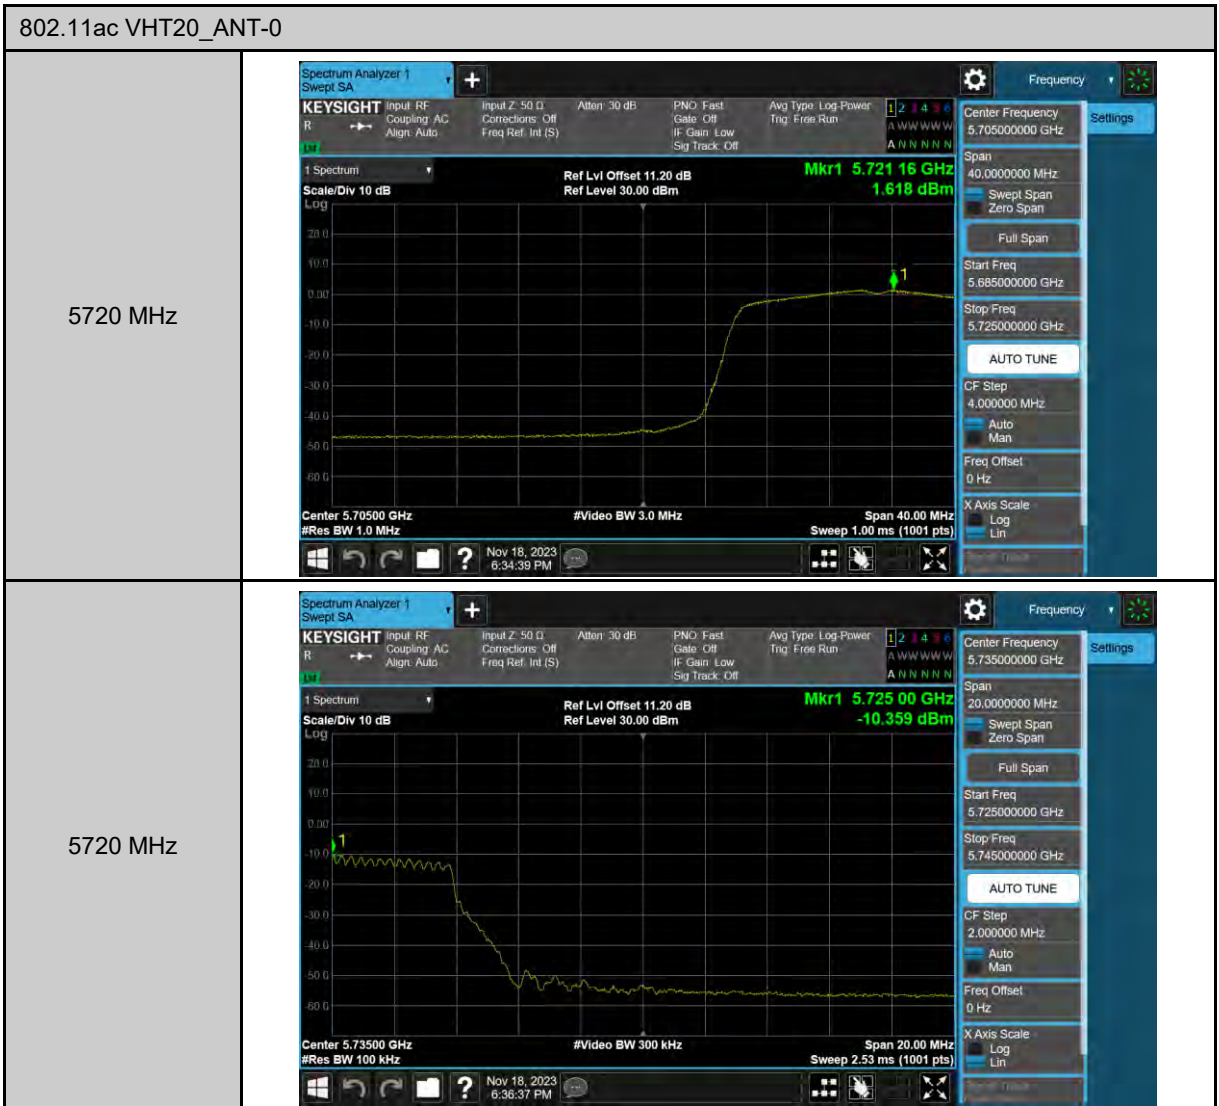 802.11ac VHT20_ANT-0
5720 MHz
Spectrum Analyzer 1
Swept SA
Frequency
KEYSIGHT
Input: RF
Coupling: AC
Align: Auto
Input Z: 50 Ω
Corrections: Off
Freq Ref: Int (S)
Atten: 30 dB
PNO: Fast
Gate: Off
IF Gain: Low
Sig Track: Off
Avg Type: Log-Power
Trig: Free Run
1 2 3 4 5 6
A W W W W W
A N N N N N
R
Center Frequency
5.705000000 GHz
Settings
1 Spectrum
Scale/Div 10 dB
Log
Ref Lvl Offset 11.20 dB
Ref Level 30.00 dBm
Mkr1 5.721 16 GHz
1.618 dBm
Span
40.0000000 MHz
Swept Span
Zero Span
Full Span
Start Freq
5.685000000 GHz
Stop Freq
5.725000000 GHz
AUTO TUNE
CF Step
4.000000 MHz
Auto
Man
Freq Offset
0 Hz
X Axis Scale
Log
Lin
20.0
10.0
0.00
-10.0
-20.0
-30.0
-40.0
-50.0
-60.0
1
Center 5.70500 GHz
#Res BW 1.0 MHz
#Video BW 3.0 MHz
Span 40.00 MHz
Sweep 1.00 ms (1001 pts)
?
Nov 18, 2023
6:34:39 PM
5720 MHz
Spectrum Analyzer 1
Swept SA
Frequency
KEYSIGHT
Input: RF
Coupling: AC
Align: Auto
Input Z: 50 Ω
Corrections: Off
Freq Ref: Int (S)
Atten: 30 dB
PNO: Fast
Gate: Off
IF Gain: Low
Sig Track: Off
Avg Type: Log-Power
Trig: Free Run
1 2 3 4 5 6
A W W W W W
A N N N N N
R
Center Frequency
5.735000000 GHz
Settings
1 Spectrum
Scale/Div 10 dB
Log
Ref Lvl Offset 11.20 dB
Ref Level 30.00 dBm
Mkr1 5.725 00 GHz
-10.359 dBm
Span
20.0000000 MHz
Swept Span
Zero Span
Full Span
Start Freq
5.725000000 GHz
Stop Freq
5.745000000 GHz
AUTO TUNE
CF Step
2.000000 MHz
Auto
Man
Freq Offset
0 Hz
X Axis Scale
Log
Lin
20.0
10.0
0.00
-10.0
-20.0
-30.0
-40.0
-50.0
-60.0
1
Center 5.73500 GHz
#Res BW 100 kHz
#Video BW 300 kHz
Span 20.00 MHz
Sweep 2.53 ms (1001 pts)
?
Nov 18, 2023
6:36:37 PM